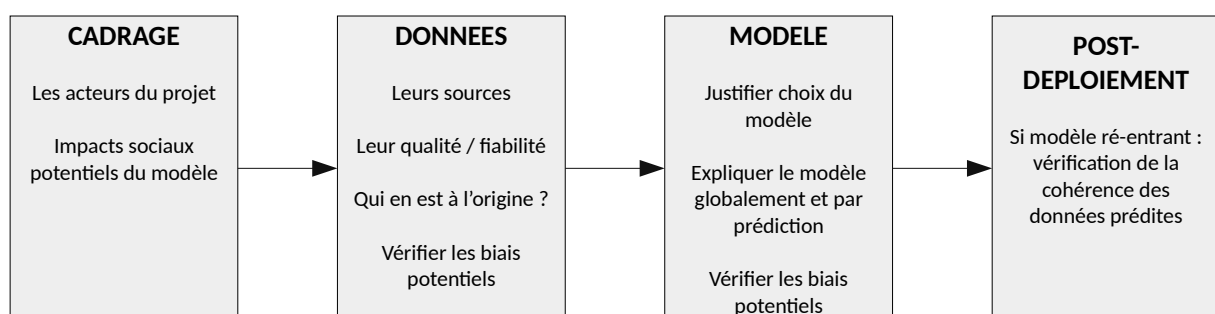 CADRAGE
Les acteurs du projet
Impacts sociaux
potentiels du modèle
DONNEES
Leurs sources
Leur qualité / fiabilité
Qui en est à l’origine ?
Vérifier les biais
potentiels
MODELE
Justifier choix du
modèle
Expliquer le modèle
globalement et par
prédiction
Vérifier les biais
potentiels
POST-
DEPLOIEMENT
Si modèle ré-entrant :
vérification de la
cohérence des
données prédites